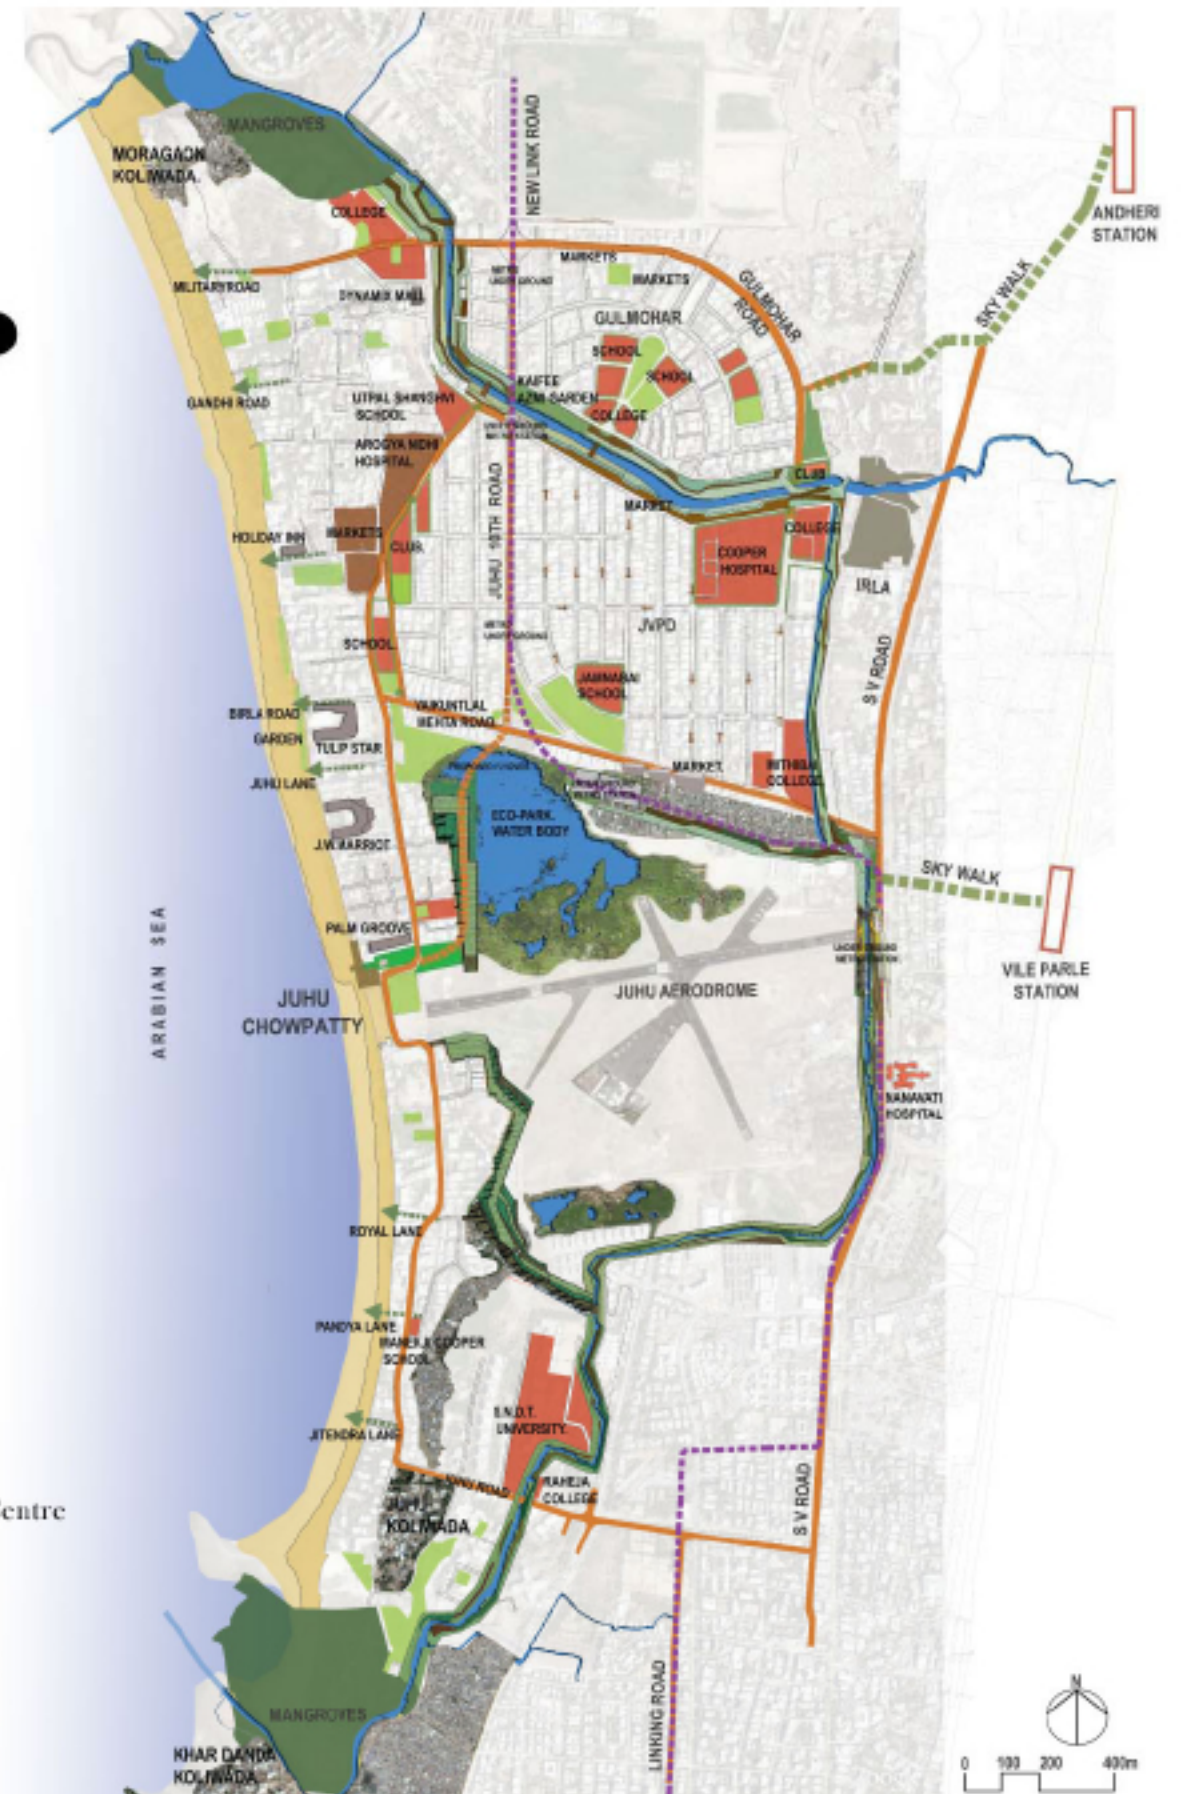 MANGROVES
MORAGAON
KOLIWADA.
COLLEGE
NEW LINK ROAD
ANDHERI
STATION
MILITARY ROAD
DYNAMIX MALL
MARKETS
MARKETS
GULMOHAR
ROAD
SKY WALK
GULMOHAR
SCHOOL
SCHOOL
COLLEGE
GANDHI ROAD
UTPAL SHANGHVI
SCHOOL
KAIFEE
AZMI GARDEN
AROGYA NIDHI
HOSPITAL
JUHU 10TH ROAD
MARKET
CLUB
HOLIDAY INN
MARKETS
CLUB.
COLLEGE
COOPER
HOSPITAL
IRLA
SCHOOL
JVPD
S V ROAD
JAMNABAI
SCHOOL
BIRLA ROAD
GARDEN
TULIP STAR
VAIKUNTLAL
MEHTA ROAD
JUHU LANE
MARKET.
MITHIBAI
COLLEGE
ECO-PARK.
WATER BODY
J.W.MARRIOT
SKY WALK
PALM GROOVE
VILE PARLE
STATION
ARABIAN SEA
JUHU
CHOWPATTY
JUHU AERODROME
NANAVATI
HOSPITAL
ROYAL LANE
PANDYA LANE
MANEKJI COOPER
SCHOOL
JITENDRA LANE
S.N.D.T.
UNIVERSITY.
JUHU ROAD
RAHEJA
COLLEGE
entre
JUHU
KOLIWADA
S V ROAD
LINKING ROAD
MANGROVES
KHAR DANDA
KOLIWADA
N
0 100 200 400m